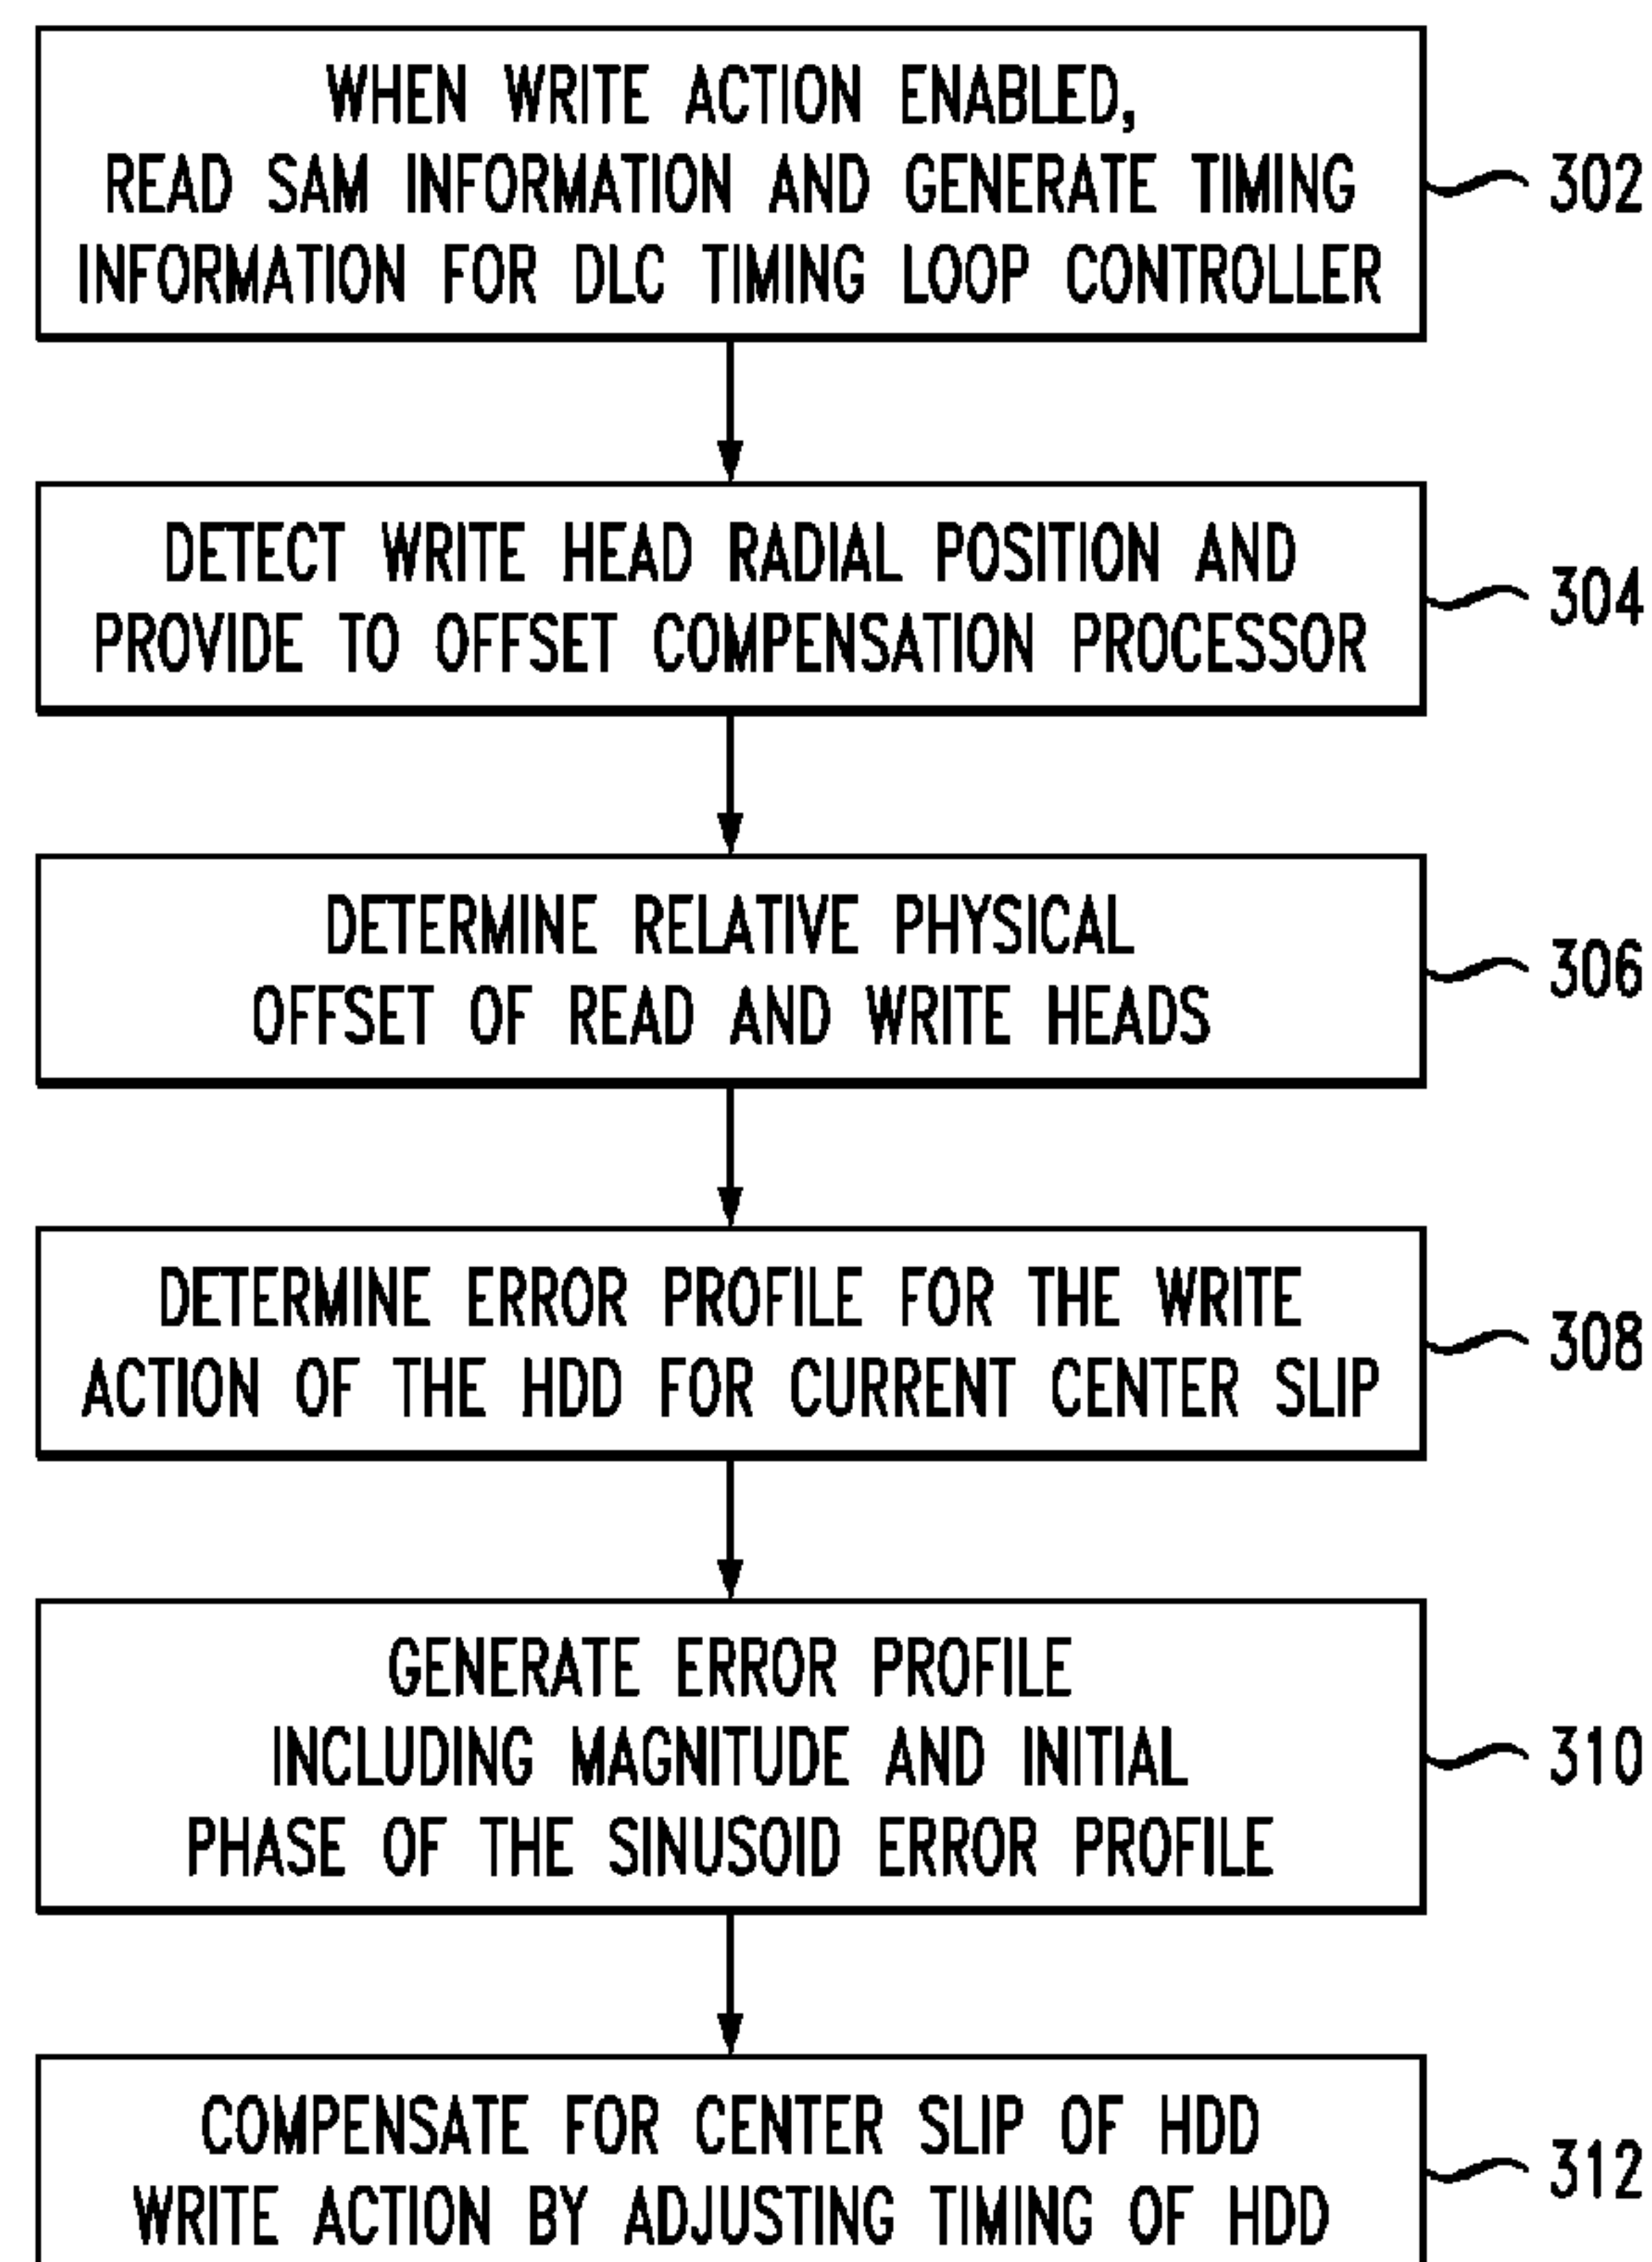 WHEN WRITE ACTION ENABLED,
READ SAM INFORMATION AND GENERATE TIMING
INFORMATION FOR DLC TIMING LOOP CONTROLLER
302
DETECT WRITE HEAD RADIAL POSITION AND
PROVIDE TO OFFSET COMPENSATION PROCESSOR
304
DETERMINE RELATIVE PHYSICAL
OFFSET OF READ AND WRITE HEADS
306
DETERMINE ERROR PROFILE FOR THE WRITE
ACTION OF THE HDD FOR CURRENT CENTER SLIP
308
GENERATE ERROR PROFILE
INCLUDING MAGNITUDE AND INITIAL
PHASE OF THE SINUSOID ERROR PROFILE
310
COMPENSATE FOR CENTER SLIP OF HDD
WRITE ACTION BY ADJUSTING TIMING OF HDD
312